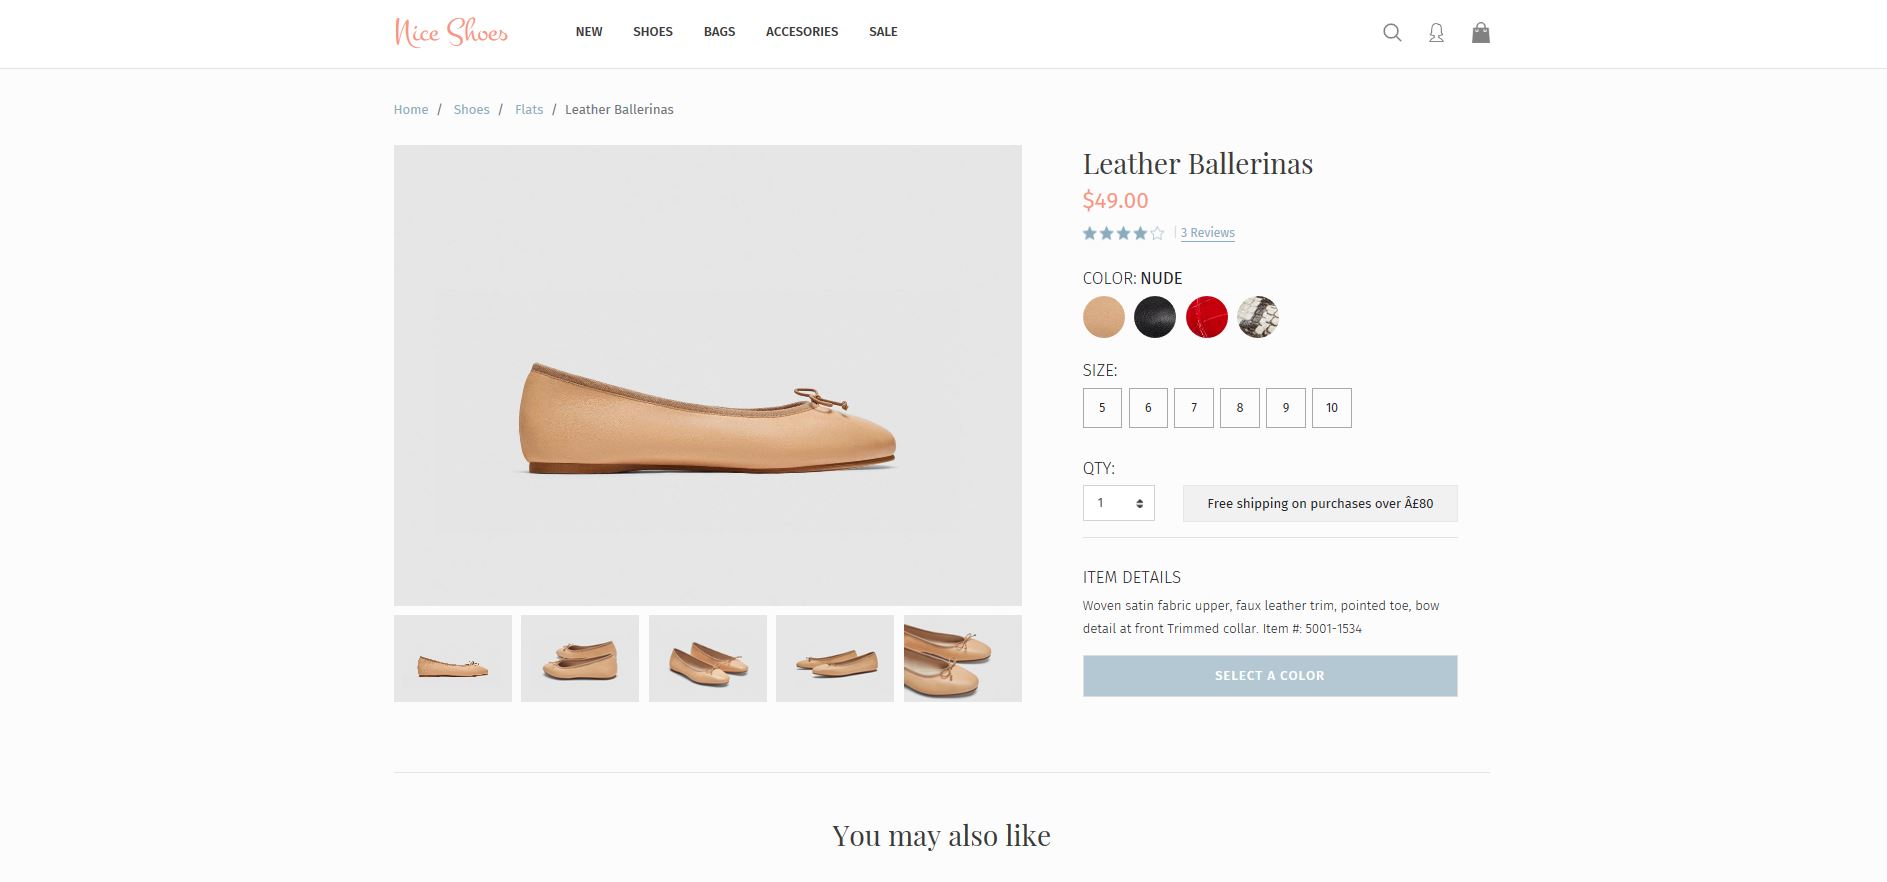 Nice Shoes
NEW SHOES BAGS ACCESORIES SALE
Home / Shoes / Flats / Leather Ballerinas
Leather Ballerinas
$49.00
| 3 Reviews
COLOR: NUDE
SIZE:
5 6 7 8 9 10
QTY:
1
Free shipping on purchases over Â£80
ITEM DETAILS
Woven satin fabric upper, faux leather trim, pointed toe, bow
detail at front Trimmed collar. Item #: 5001-1534
SELECT A COLOR
You may also like